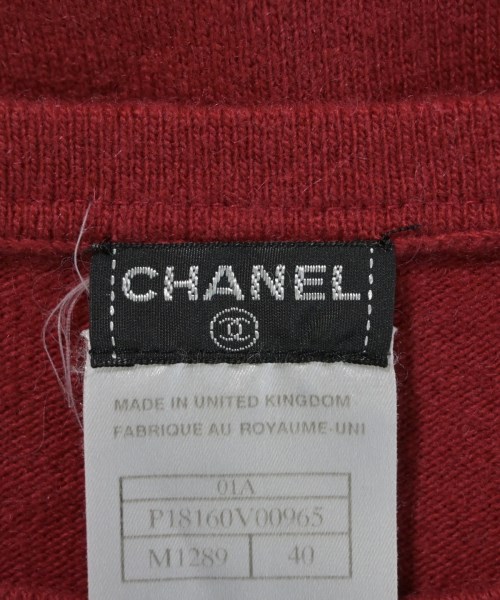 CHANEL
MADE IN UNITED KINGDOM
FABRIQUE AU ROYAUME-UNI
01A
P18160V00965
M1289 40